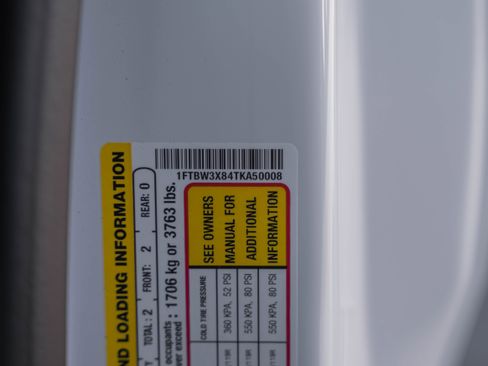 1FTBW3X84TKA50008
ND LOADING INFORMATION
TOTAL: 2 FRONT: 2 REAR: 0
occupants
ver exceed : 1706 kg or 3763 lbs.
SEE OWNERS
MANUAL FOR
ADDITIONAL
INFORMATION
COLD TIRE PRESSURE
360 KPA, 52 PSI
550 KPA, 80 PSI
550 KPA, 80 PSI